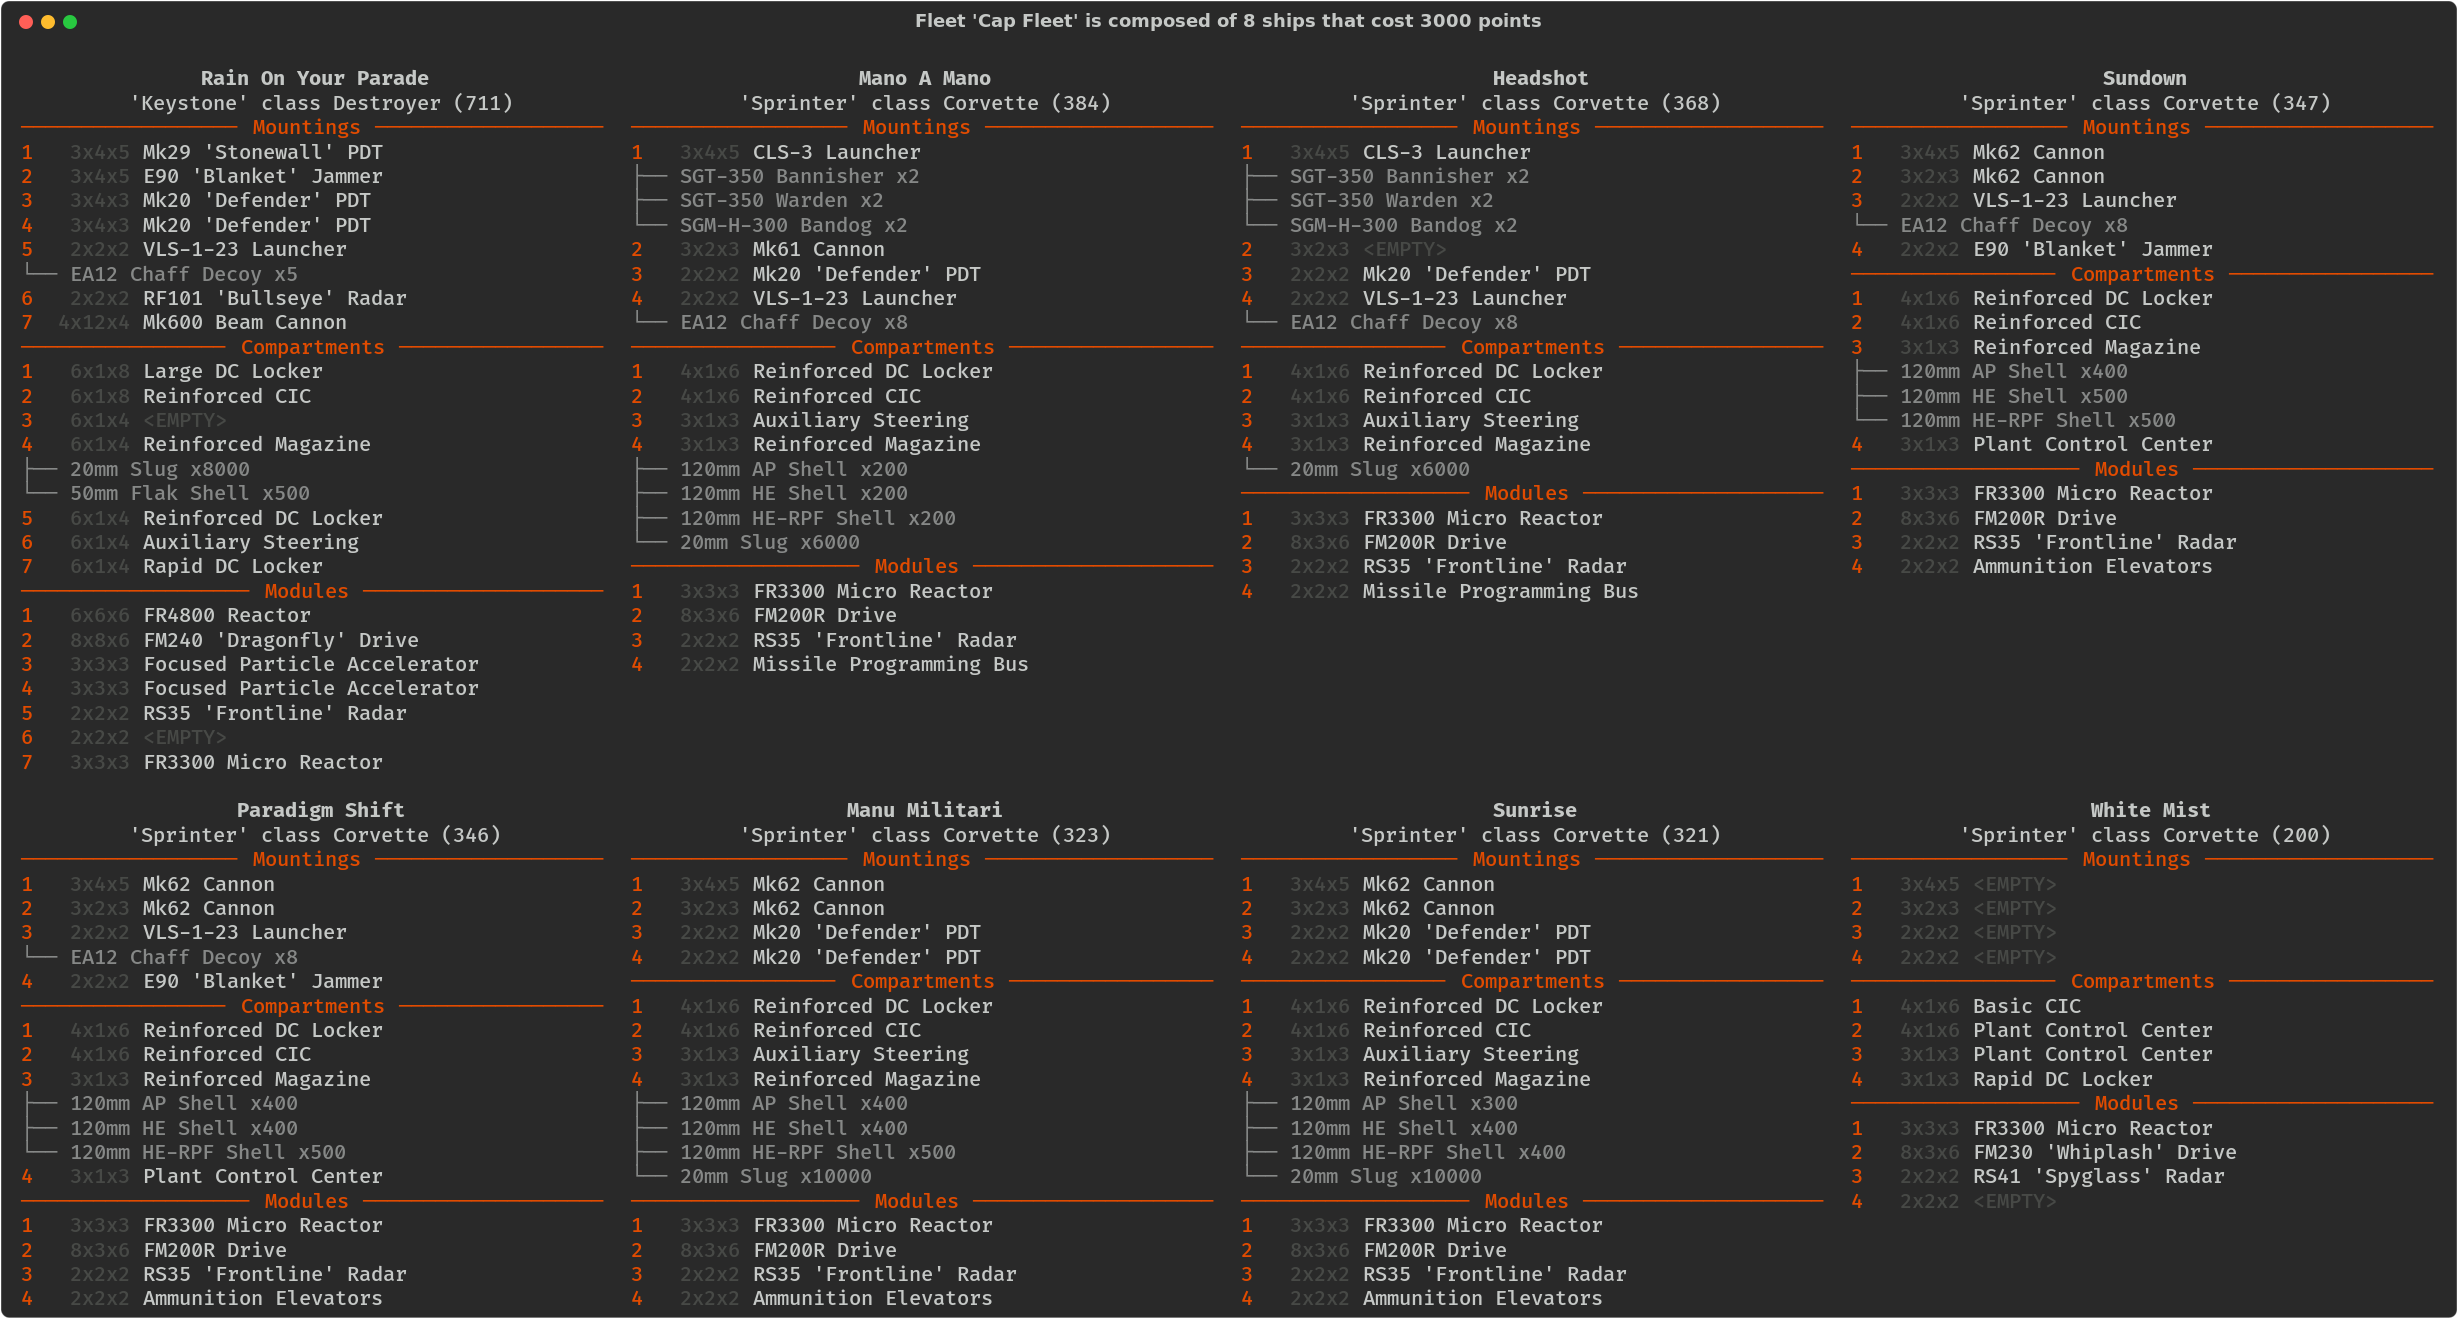 Fleet 'Cap Fleet' is composed of 8 ships that cost 3000 points
Rain On Your Parade
'Keystone' class Destroyer (711)
Mountings
1 3x4x5 Mk29 'Stonewall' PDT
2 3x4x5 E90 'Blanket' Jammer
3 3x4x3 Mk20 'Defender' PDT
4 3x4x3 Mk20 'Defender' PDT
5 2x2x2 VLS-1-23 Launcher
└── EA12 Chaff Decoy x5
6 2x2x2 RF101 'Bullseye' Radar
7 4x12x4 Mk600 Beam Cannon
Compartments
1 6x1x8 Large DC Locker
2 6x1x8 Reinforced CIC
3 6x1x4 <EMPTY>
4 6x1x4 Reinforced Magazine
├── 20mm Slug x8000
└── 50mm Flak Shell x500
5 6x1x4 Reinforced DC Locker
6 6x1x4 Auxiliary Steering
7 6x1x4 Rapid DC Locker
Modules
1 6x6x6 FR4800 Reactor
2 8x8x6 FM240 'Dragonfly' Drive
3 3x3x3 Focused Particle Accelerator
4 3x3x3 Focused Particle Accelerator
5 2x2x2 RS35 'Frontline' Radar
6 2x2x2 <EMPTY>
7 3x3x3 FR3300 Micro Reactor
Mano A Mano
'Sprinter' class Corvette (384)
Mountings
1 3x4x5 CLS-3 Launcher
├── SGT-350 Bannisher x2
├── SGT-350 Warden x2
└── SGM-H-300 Bandog x2
2 3x2x3 Mk61 Cannon
3 2x2x2 Mk20 'Defender' PDT
4 2x2x2 VLS-1-23 Launcher
└── EA12 Chaff Decoy x8
Compartments
1 4x1x6 Reinforced DC Locker
2 4x1x6 Reinforced CIC
3 3x1x3 Auxiliary Steering
4 3x1x3 Reinforced Magazine
├── 120mm AP Shell x200
├── 120mm HE Shell x200
├── 120mm HE-RPF Shell x200
└── 20mm Slug x6000
Modules
1 3x3x3 FR3300 Micro Reactor
2 8x3x6 FM200R Drive
3 2x2x2 RS35 'Frontline' Radar
4 2x2x2 Missile Programming Bus
Headshot
'Sprinter' class Corvette (368)
Mountings
1 3x4x5 CLS-3 Launcher
├── SGT-350 Bannisher x2
├── SGT-350 Warden x2
└── SGM-H-300 Bandog x2
2 3x2x3 <EMPTY>
3 2x2x2 Mk20 'Defender' PDT
4 2x2x2 VLS-1-23 Launcher
└── EA12 Chaff Decoy x8
Compartments
1 4x1x6 Reinforced DC Locker
2 4x1x6 Reinforced CIC
3 3x1x3 Auxiliary Steering
4 3x1x3 Reinforced Magazine
└── 20mm Slug x6000
Modules
1 3x3x3 FR3300 Micro Reactor
2 8x3x6 FM200R Drive
3 2x2x2 RS35 'Frontline' Radar
4 2x2x2 Missile Programming Bus
Sundown
'Sprinter' class Corvette (347)
Mountings
1 3x4x5 Mk62 Cannon
2 3x2x3 Mk62 Cannon
3 2x2x2 VLS-1-23 Launcher
└── EA12 Chaff Decoy x8
4 2x2x2 E90 'Blanket' Jammer
Compartments
1 4x1x6 Reinforced DC Locker
2 4x1x6 Reinforced CIC
3 3x1x3 Reinforced Magazine
├── 120mm AP Shell x400
├── 120mm HE Shell x500
└── 120mm HE-RPF Shell x500
4 3x1x3 Plant Control Center
Modules
1 3x3x3 FR3300 Micro Reactor
2 8x3x6 FM200R Drive
3 2x2x2 RS35 'Frontline' Radar
4 2x2x2 Ammunition Elevators
Paradigm Shift
'Sprinter' class Corvette (346)
Mountings
1 3x4x5 Mk62 Cannon
2 3x2x3 Mk62 Cannon
3 2x2x2 VLS-1-23 Launcher
└── EA12 Chaff Decoy x8
4 2x2x2 E90 'Blanket' Jammer
Compartments
1 4x1x6 Reinforced DC Locker
2 4x1x6 Reinforced CIC
3 3x1x3 Reinforced Magazine
├── 120mm AP Shell x400
├── 120mm HE Shell x400
└── 120mm HE-RPF Shell x500
4 3x1x3 Plant Control Center
Modules
1 3x3x3 FR3300 Micro Reactor
2 8x3x6 FM200R Drive
3 2x2x2 RS35 'Frontline' Radar
4 2x2x2 Ammunition Elevators
Manu Militari
'Sprinter' class Corvette (323)
Mountings
1 3x4x5 Mk62 Cannon
2 3x2x3 Mk62 Cannon
3 2x2x2 Mk20 'Defender' PDT
4 2x2x2 Mk20 'Defender' PDT
Compartments
1 4x1x6 Reinforced DC Locker
2 4x1x6 Reinforced CIC
3 3x1x3 Auxiliary Steering
4 3x1x3 Reinforced Magazine
├── 120mm AP Shell x400
├── 120mm HE Shell x400
├── 120mm HE-RPF Shell x500
└── 20mm Slug x10000
Modules
1 3x3x3 FR3300 Micro Reactor
2 8x3x6 FM200R Drive
3 2x2x2 RS35 'Frontline' Radar
4 2x2x2 Ammunition Elevators
Sunrise
'Sprinter' class Corvette (321)
Mountings
1 3x4x5 Mk62 Cannon
2 3x2x3 Mk62 Cannon
3 2x2x2 Mk20 'Defender' PDT
4 2x2x2 Mk20 'Defender' PDT
Compartments
1 4x1x6 Reinforced DC Locker
2 4x1x6 Reinforced CIC
3 3x1x3 Auxiliary Steering
4 3x1x3 Reinforced Magazine
├── 120mm AP Shell x300
├── 120mm HE Shell x400
├── 120mm HE-RPF Shell x400
└── 20mm Slug x10000
Modules
1 3x3x3 FR3300 Micro Reactor
2 8x3x6 FM200R Drive
3 2x2x2 RS35 'Frontline' Radar
4 2x2x2 Ammunition Elevators
White Mist
'Sprinter' class Corvette (200)
Mountings
1 3x4x5 <EMPTY>
2 3x2x3 <EMPTY>
3 2x2x2 <EMPTY>
4 2x2x2 <EMPTY>
Compartments
1 4x1x6 Basic CIC
2 4x1x6 Plant Control Center
3 3x1x3 Plant Control Center
4 3x1x3 Rapid DC Locker
Modules
1 3x3x3 FR3300 Micro Reactor
2 8x3x6 FM230 'Whiplash' Drive
3 2x2x2 RS41 'Spyglass' Radar
4 2x2x2 <EMPTY>